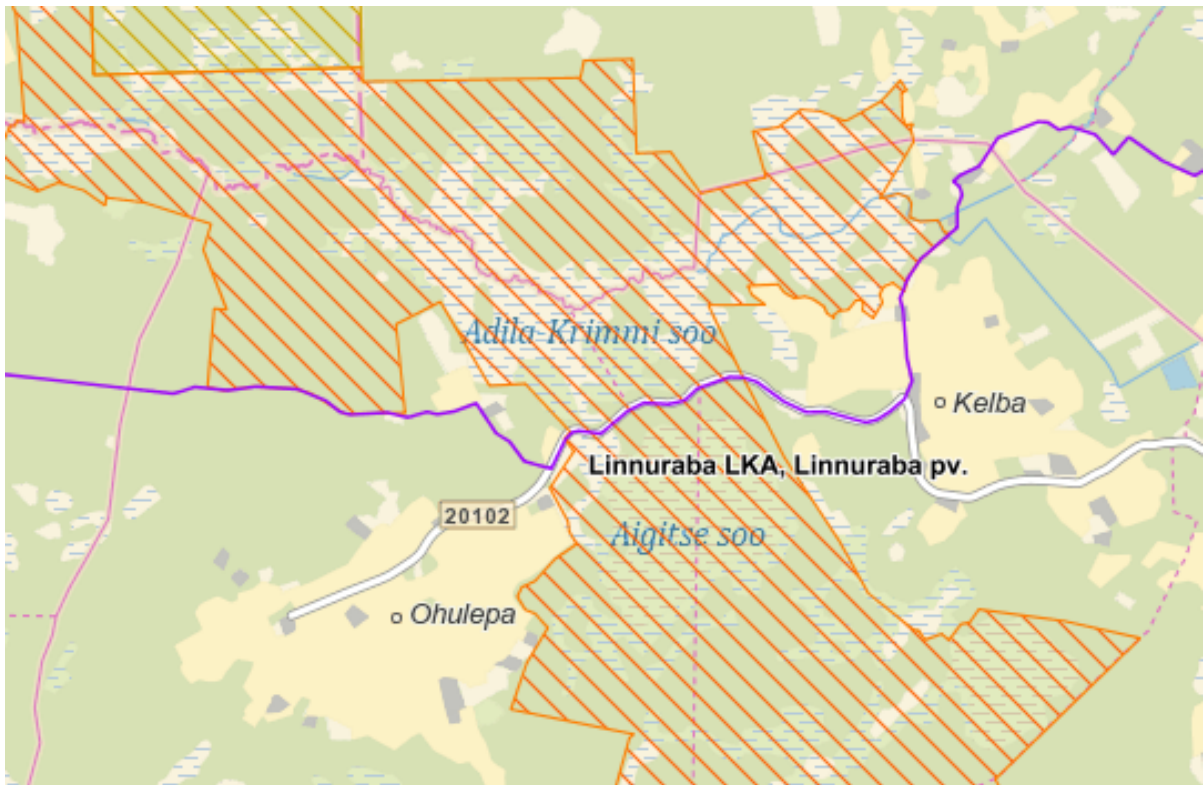 Adila-Krimmi soo
Kelba
Linnuraba LKA, Linnuraba pv.
20102
Aigitse soo
Ohulepa